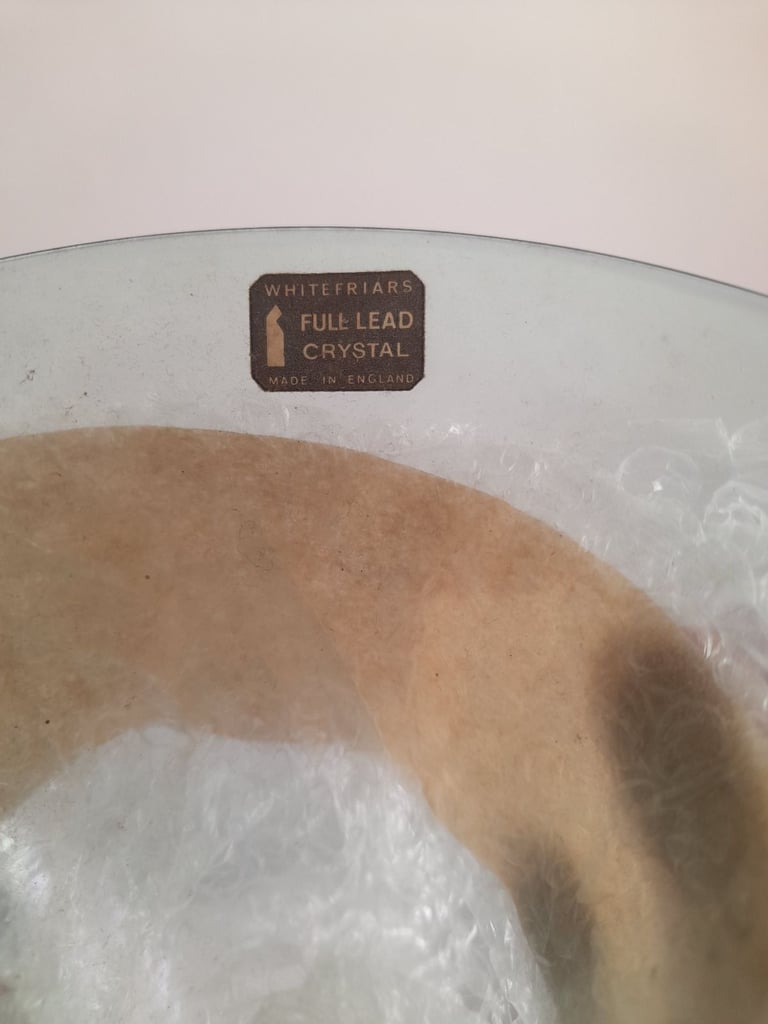 WHITEFRIARS
FULL LEAD
CRYSTAL
MADE IN ENGLAND